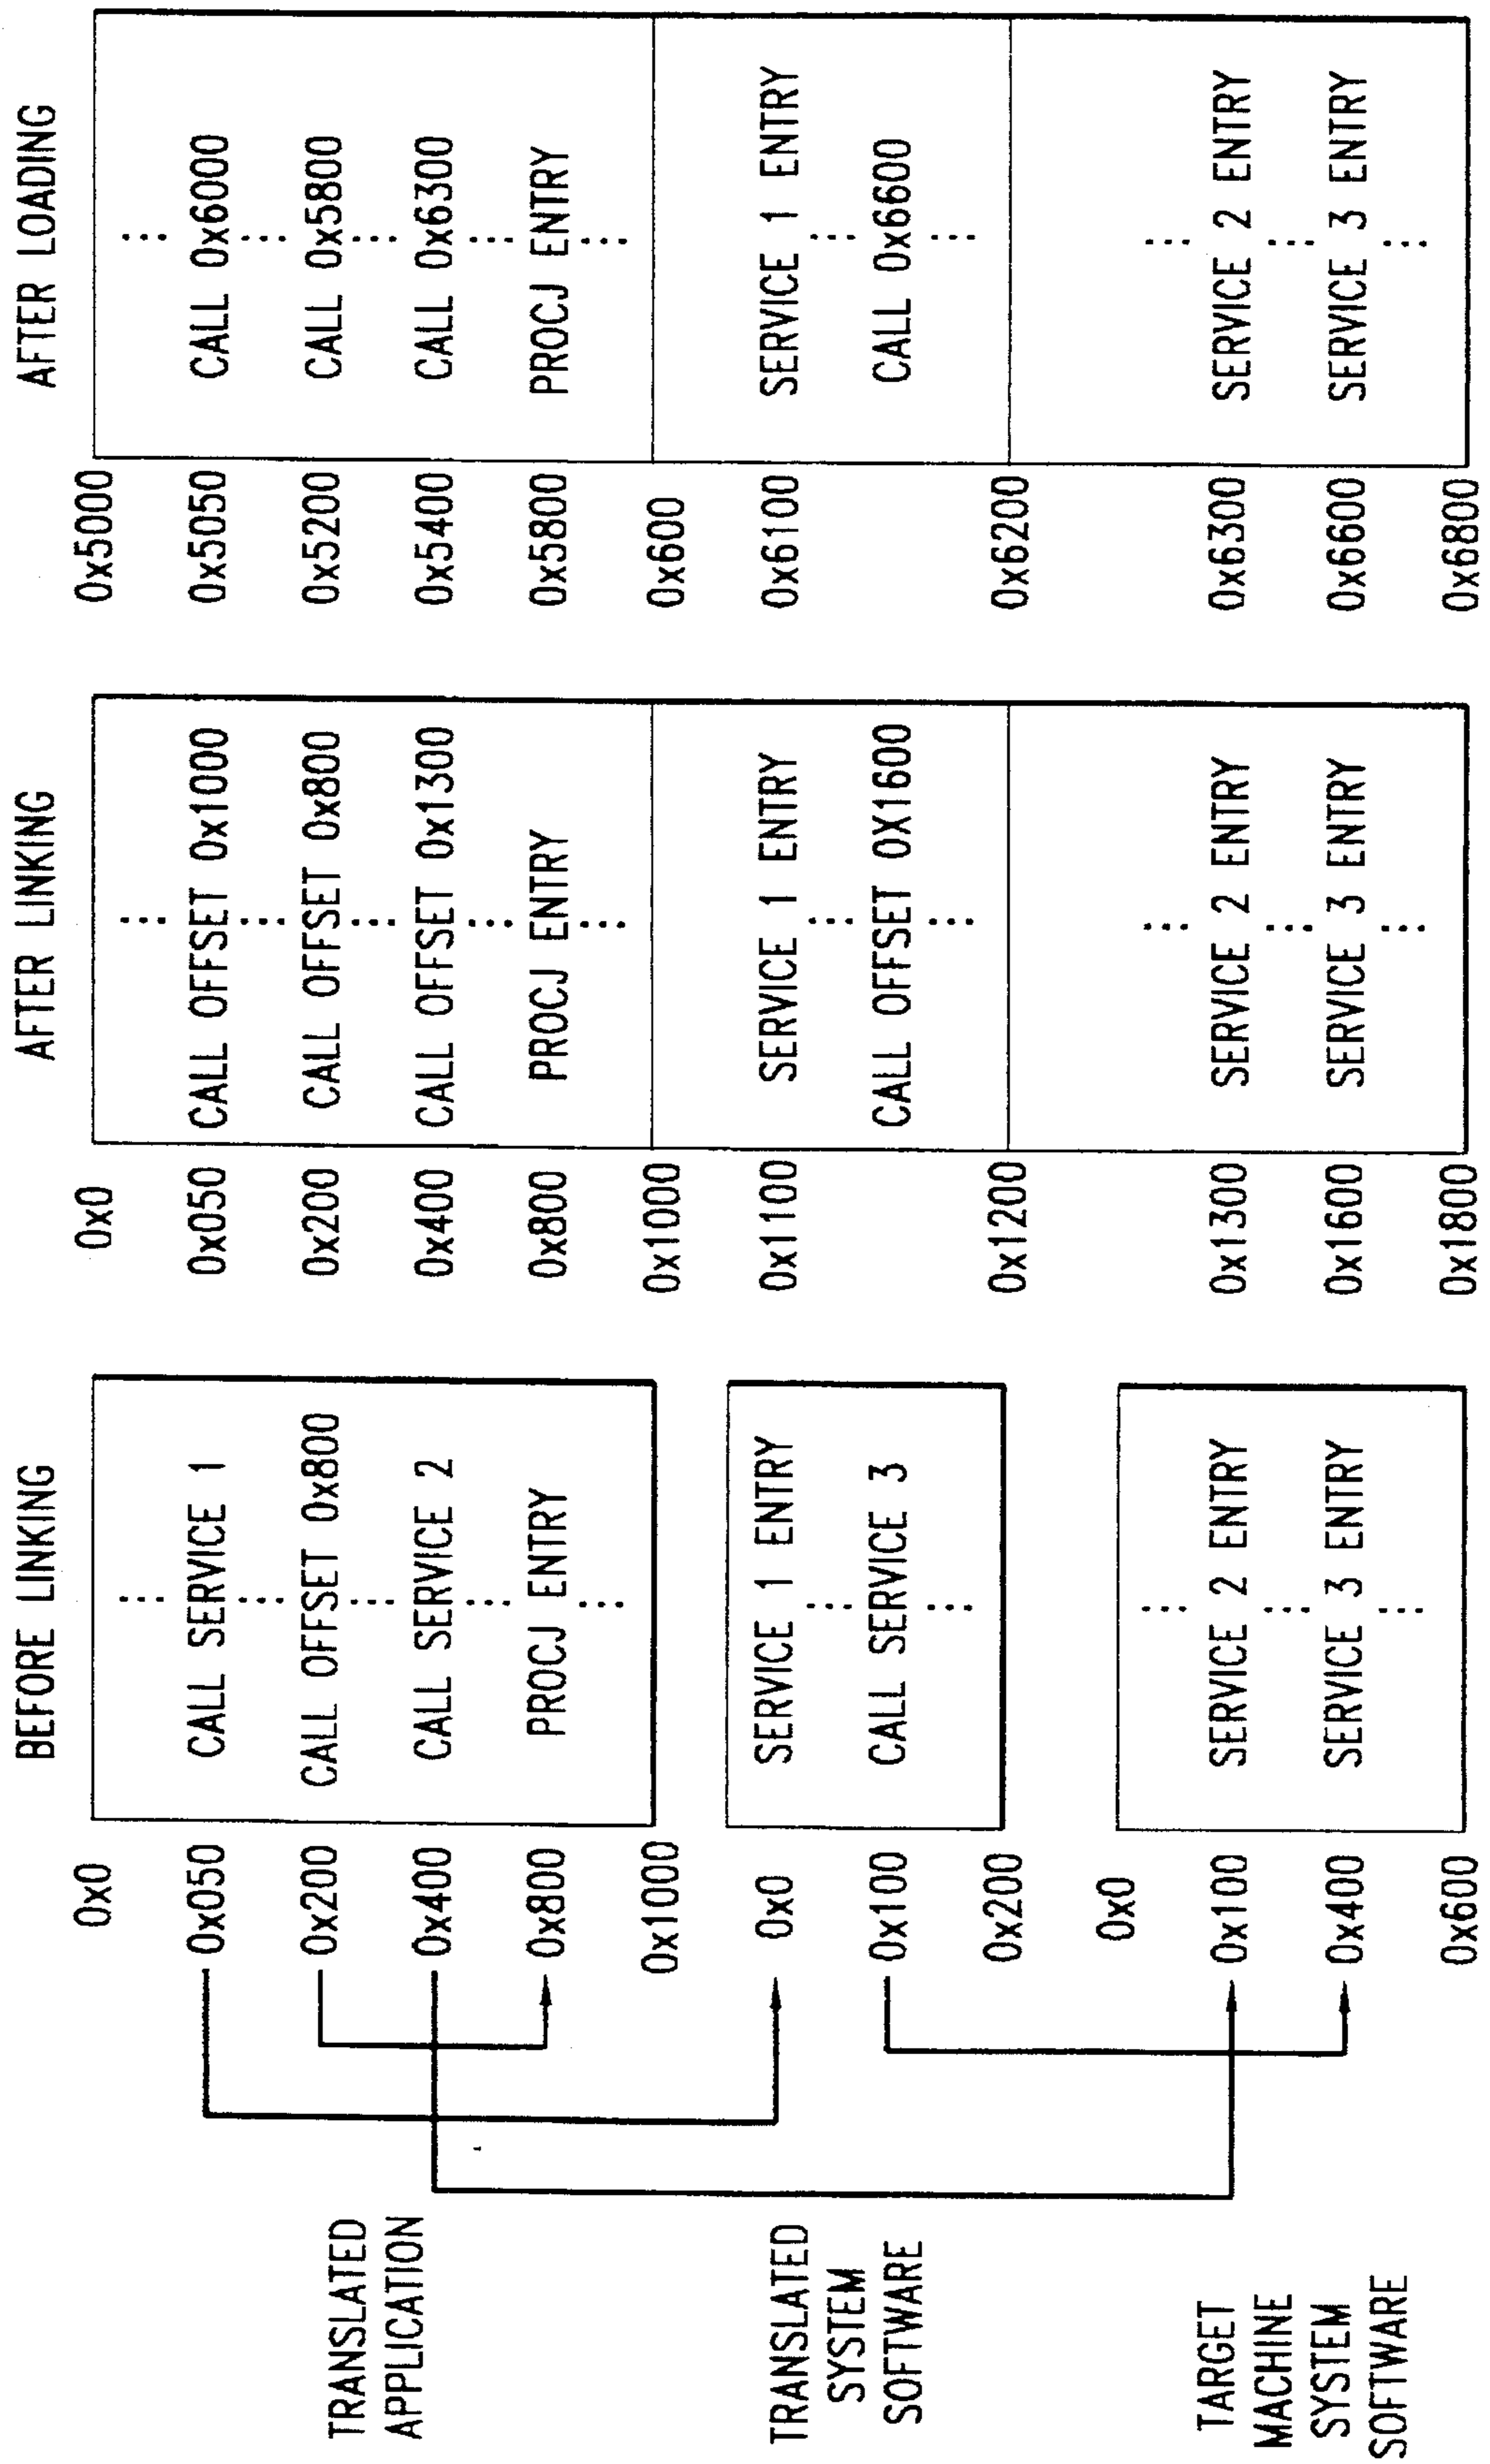 BEFORE LINKING
AFTER LINKING
AFTER LOADING
TRANSLATED
APPLICATION
0x0
0x050 CALL SERVICE 1
0x200 CALL OFFSET 0x800
0x400 CALL SERVICE 2
0x800 PROCJ ENTRY
0x1000
TRANSLATED
SYSTEM
SOFTWARE
0x0 SERVICE 1 ENTRY
0x100 CALL SERVICE 3
0x200
TARGET
MACHINE
SYSTEM
SOFTWARE
0x0
0x100 SERVICE 2 ENTRY
0x400 SERVICE 3 ENTRY
0x600
0x0
0x050 CALL OFFSET 0x1000
0x200 CALL OFFSET 0x800
0x400 CALL OFFSET 0x1300
0x800 PROCJ ENTRY
0x1000
0x1100 SERVICE 1 ENTRY
CALL OFFSET 0X1600
0x1200
0x1300 SERVICE 2 ENTRY
0x1600 SERVICE 3 ENTRY
0x1800
0x5000
0x5050 CALL 0x6000
0x5200 CALL 0x5800
0x5400 CALL 0x6300
0x5800 PROCJ ENTRY
0x600
0x6100 SERVICE 1 ENTRY
CALL 0x6600
0x6200
0x6300 SERVICE 2 ENTRY
0x6600 SERVICE 3 ENTRY
0x6800